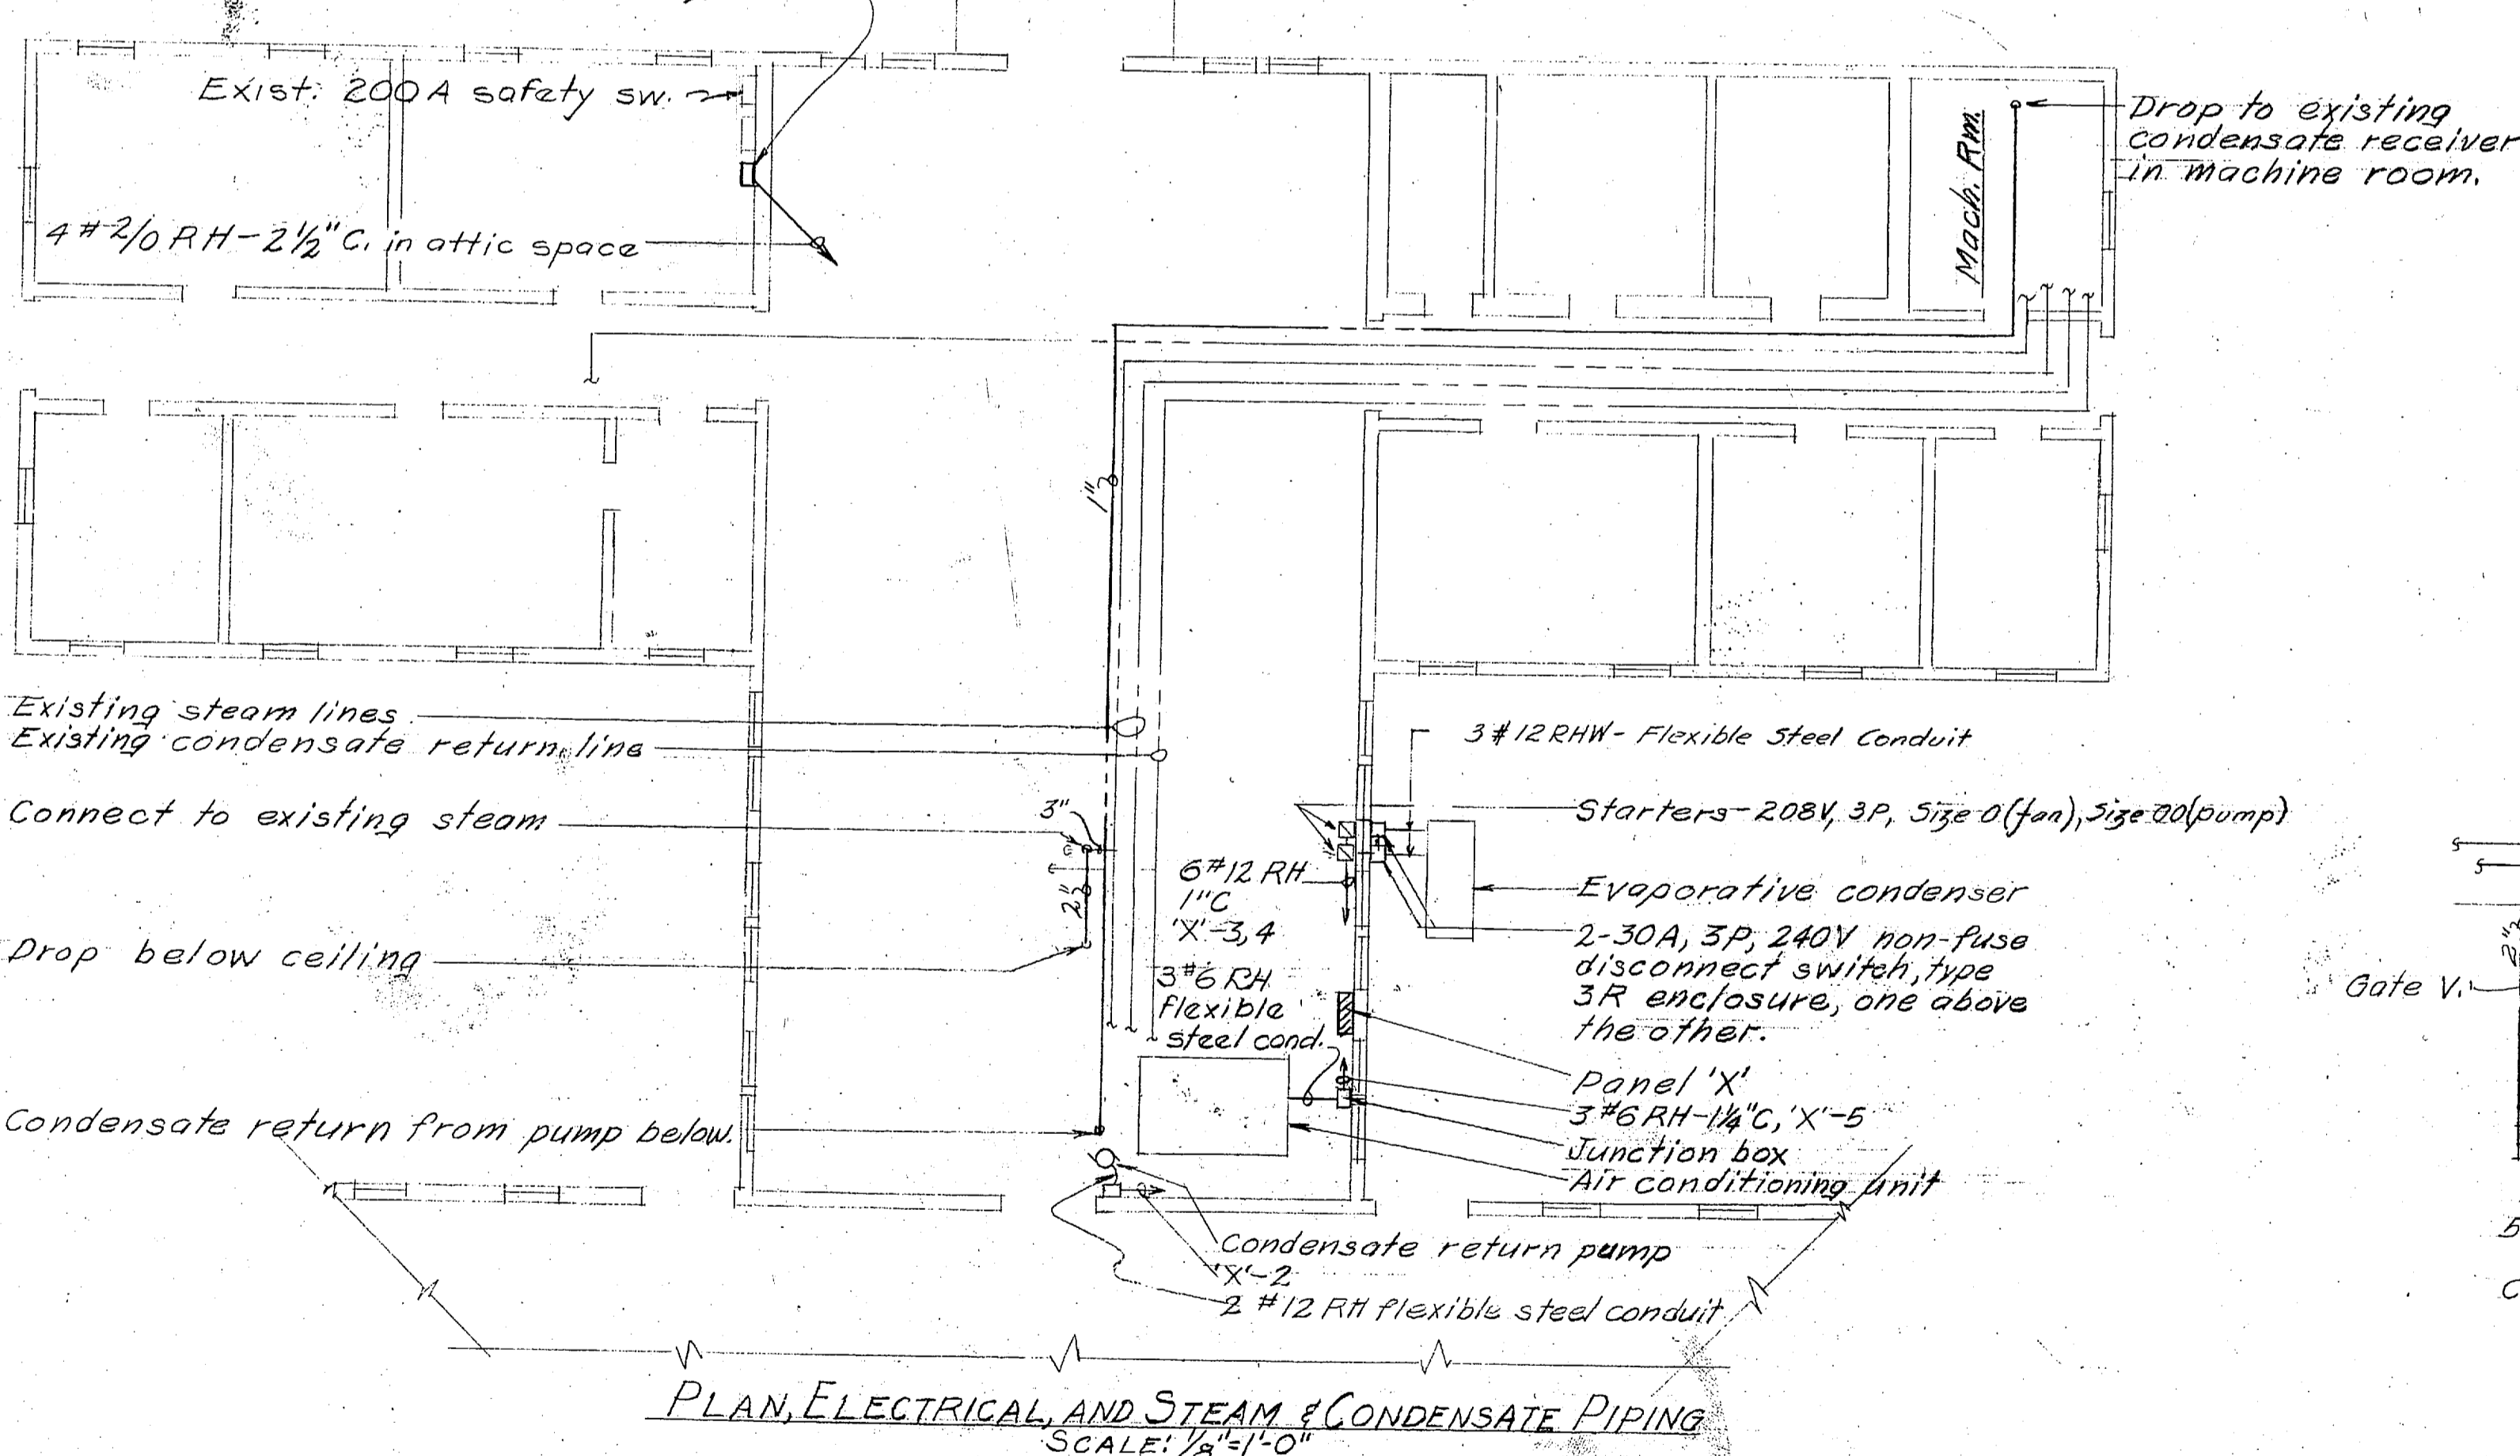 Exist. 200A safety sw.
4 #2/0 RH-2½"C. in attic space
Mach. Rm.
Drop to existing
condensate receiver
in machine room.
1"
Existing steam lines
Existing condensate return line
Connect to existing steam
3"
2"
Drop below ceiling
Condensate return from pump below.
6#12 RH
1"C
'X'-3,4
3#6 RH
flexible
steel cond.
3#12 RHW- Flexible Steel Conduit
Starters-208V, 3P, Size 0(fan), Size 00(pump)
Evaporative condenser
2-30A, 3P, 240V non-fuse
disconnect switch, type
3R enclosure, one above
the other.
Panel 'X'
3#6 RH-1¼"C, 'X'-5
Junction box
Air conditioning unit
Condensate return pump
'X'-2
2 #12 RH flexible steel conduit
2"
Gate V.
PLAN, ELECTRICAL, AND STEAM & CONDENSATE PIPING
SCALE: ⅛"=1'-0"